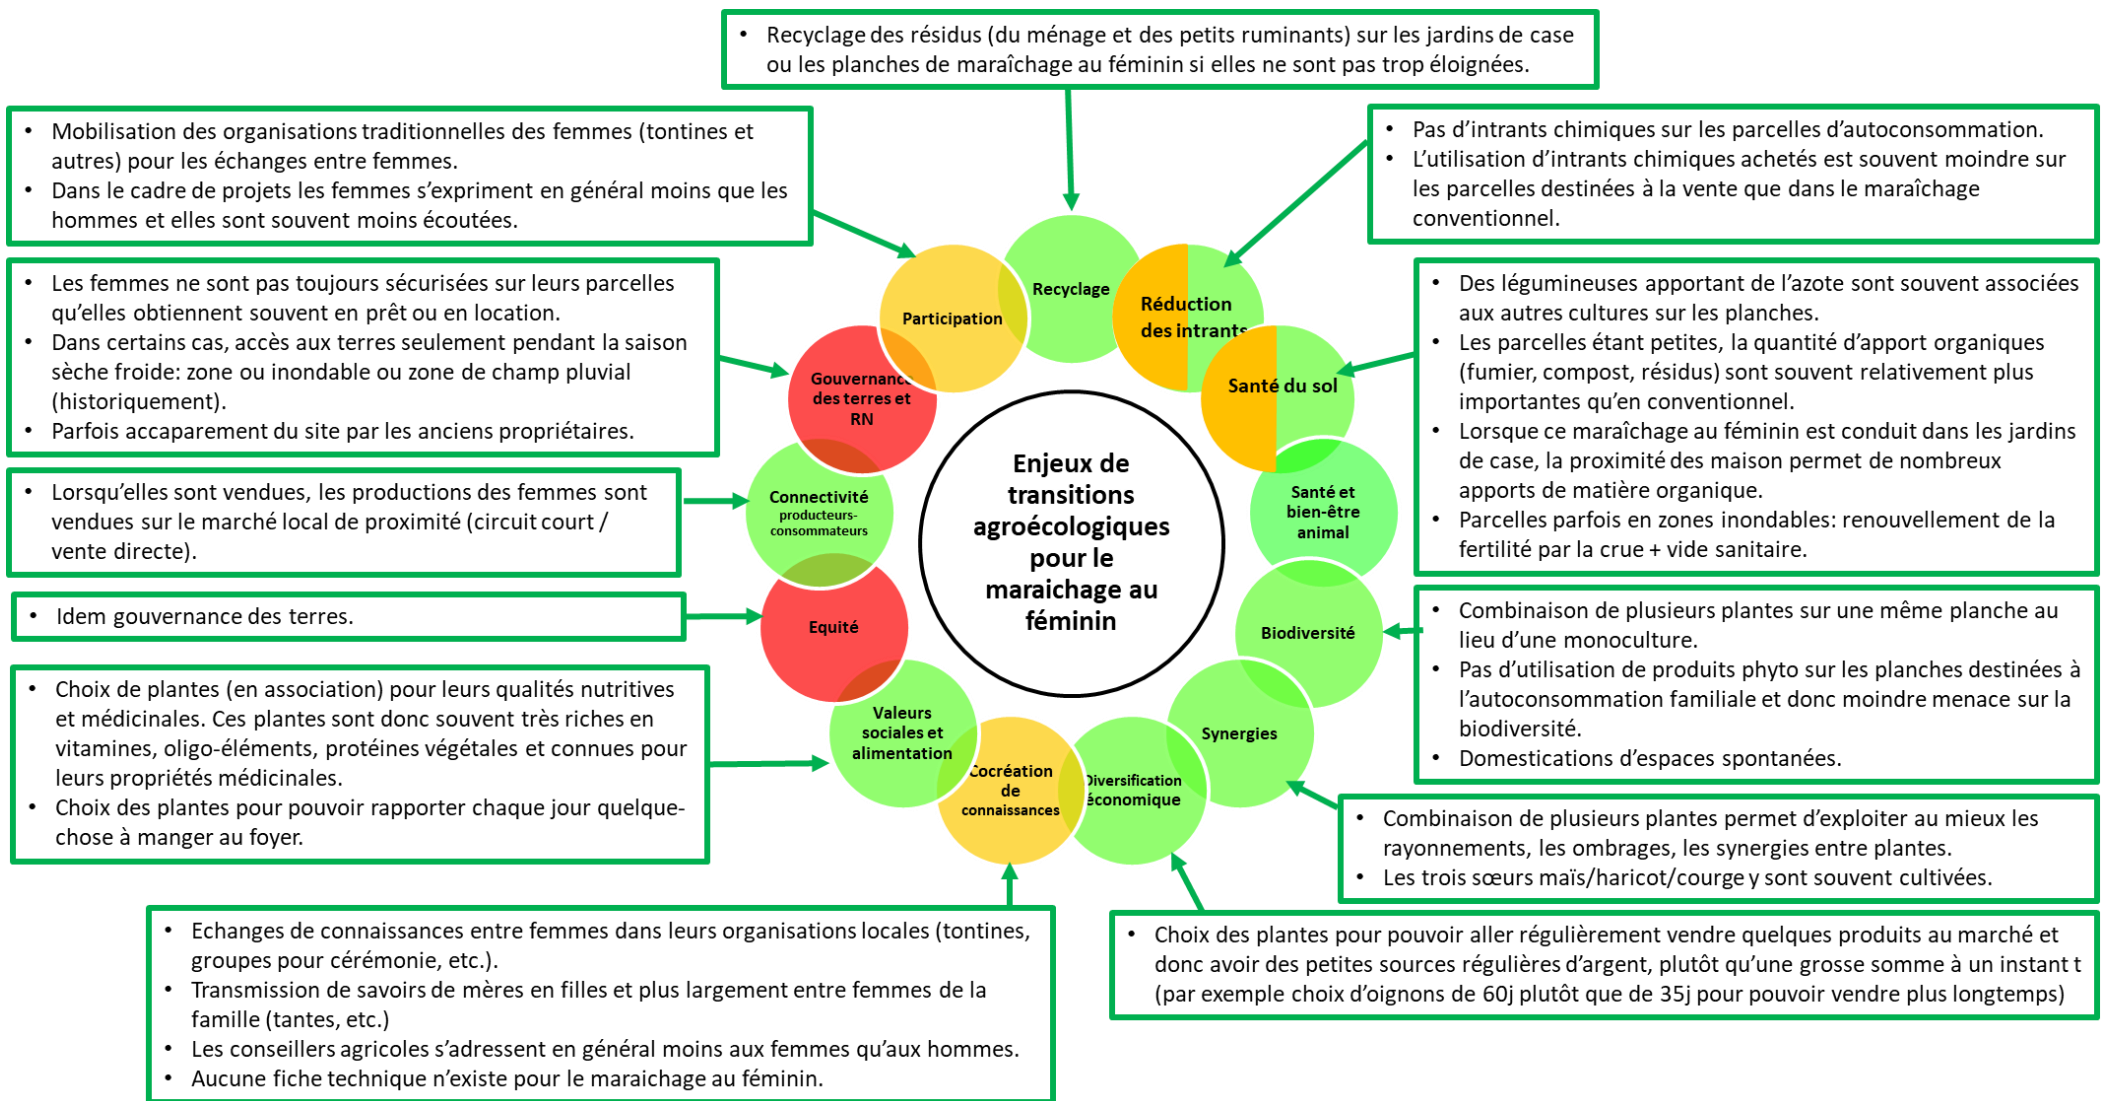 • Recyclage des résidus (du ménage et des petits ruminants) sur les jardins de case
ou les planches de maraîchage au féminin si elles ne sont pas trop éloignées.
• Mobilisation des organisations traditionnelles des femmes (tontines et
autres) pour les échanges entre femmes.
• Dans le cadre de projets les femmes s’expriment en général moins que les
hommes et elles sont souvent moins écoutées.
• Pas d’intrants chimiques sur les parcelles d’autoconsommation.
• L’utilisation d’intrants chimiques achetés est souvent moindre sur
les parcelles destinées à la vente que dans le maraîchage
conventionnel.
• Les femmes ne sont pas toujours sécurisées sur leurs parcelles
qu’elles obtiennent souvent en prêt ou en location.
• Dans certains cas, accès aux terres seulement pendant la saison
sèche froide: zone ou inondable ou zone de champ pluvial
(historiquement).
• Parfois accaparement du site par les anciens propriétaires.
• Des légumineuses apportant de l’azote sont souvent associées
aux autres cultures sur les planches.
• Les parcelles étant petites, la quantité d’apport organiques
(fumier, compost, résidus) sont souvent relativement plus
importantes qu’en conventionnel.
• Lorsque ce maraîchage au féminin est conduit dans les jardins
de case, la proximité des maison permet de nombreux
apports de matière organique.
• Parcelles parfois en zones inondables: renouvellement de la
fertilité par la crue + vide sanitaire.
• Lorsqu’elles sont vendues, les productions des femmes sont
vendues sur le marché local de proximité (circuit court /
vente directe).
• Idem gouvernance des terres.
• Combinaison de plusieurs plantes sur une même planche au
lieu d’une monoculture.
• Pas d’utilisation de produits phyto sur les planches destinées à
l’autoconsommation familiale et donc moindre menace sur la
biodiversité.
• Domestications d’espaces spontanées.
• Choix de plantes (en association) pour leurs qualités nutritives
et médicinales. Ces plantes sont donc souvent très riches en
vitamines, oligo-éléments, protéines végétales et connues pour
leurs propriétés médicinales.
• Choix des plantes pour pouvoir rapporter chaque jour quelque-
chose à manger au foyer.
• Combinaison de plusieurs plantes permet d’exploiter au mieux les
rayonnements, les ombrages, les synergies entre plantes.
• Les trois sœurs maïs/haricot/courge y sont souvent cultivées.
• Echanges de connaissances entre femmes dans leurs organisations locales (tontines,
groupes pour cérémonie, etc.).
• Transmission de savoirs de mères en filles et plus largement entre femmes de la
famille (tantes, etc.)
• Les conseillers agricoles s’adressent en général moins aux femmes qu’aux hommes.
• Aucune fiche technique n’existe pour le maraichage au féminin.
• Choix des plantes pour pouvoir aller régulièrement vendre quelques produits au marché et
donc avoir des petites sources régulières d’argent, plutôt qu’une grosse somme à un instant t
(par exemple choix d’oignons de 60j plutôt que de 35j pour pouvoir vendre plus longtemps)
Enjeux de
transitions
agroécologiques
pour le
maraichage au
féminin
Recyclage
Réduction
des intrants
Santé du sol
Santé et
bien-être
animal
Biodiversité
Synergies
Diversification
économique
Cocréation
de
connaissances
Valeurs
sociales et
alimentation
Equité
Connectivité
producteurs-
consommateurs
Gouvernance
des terres et
RN
Participation